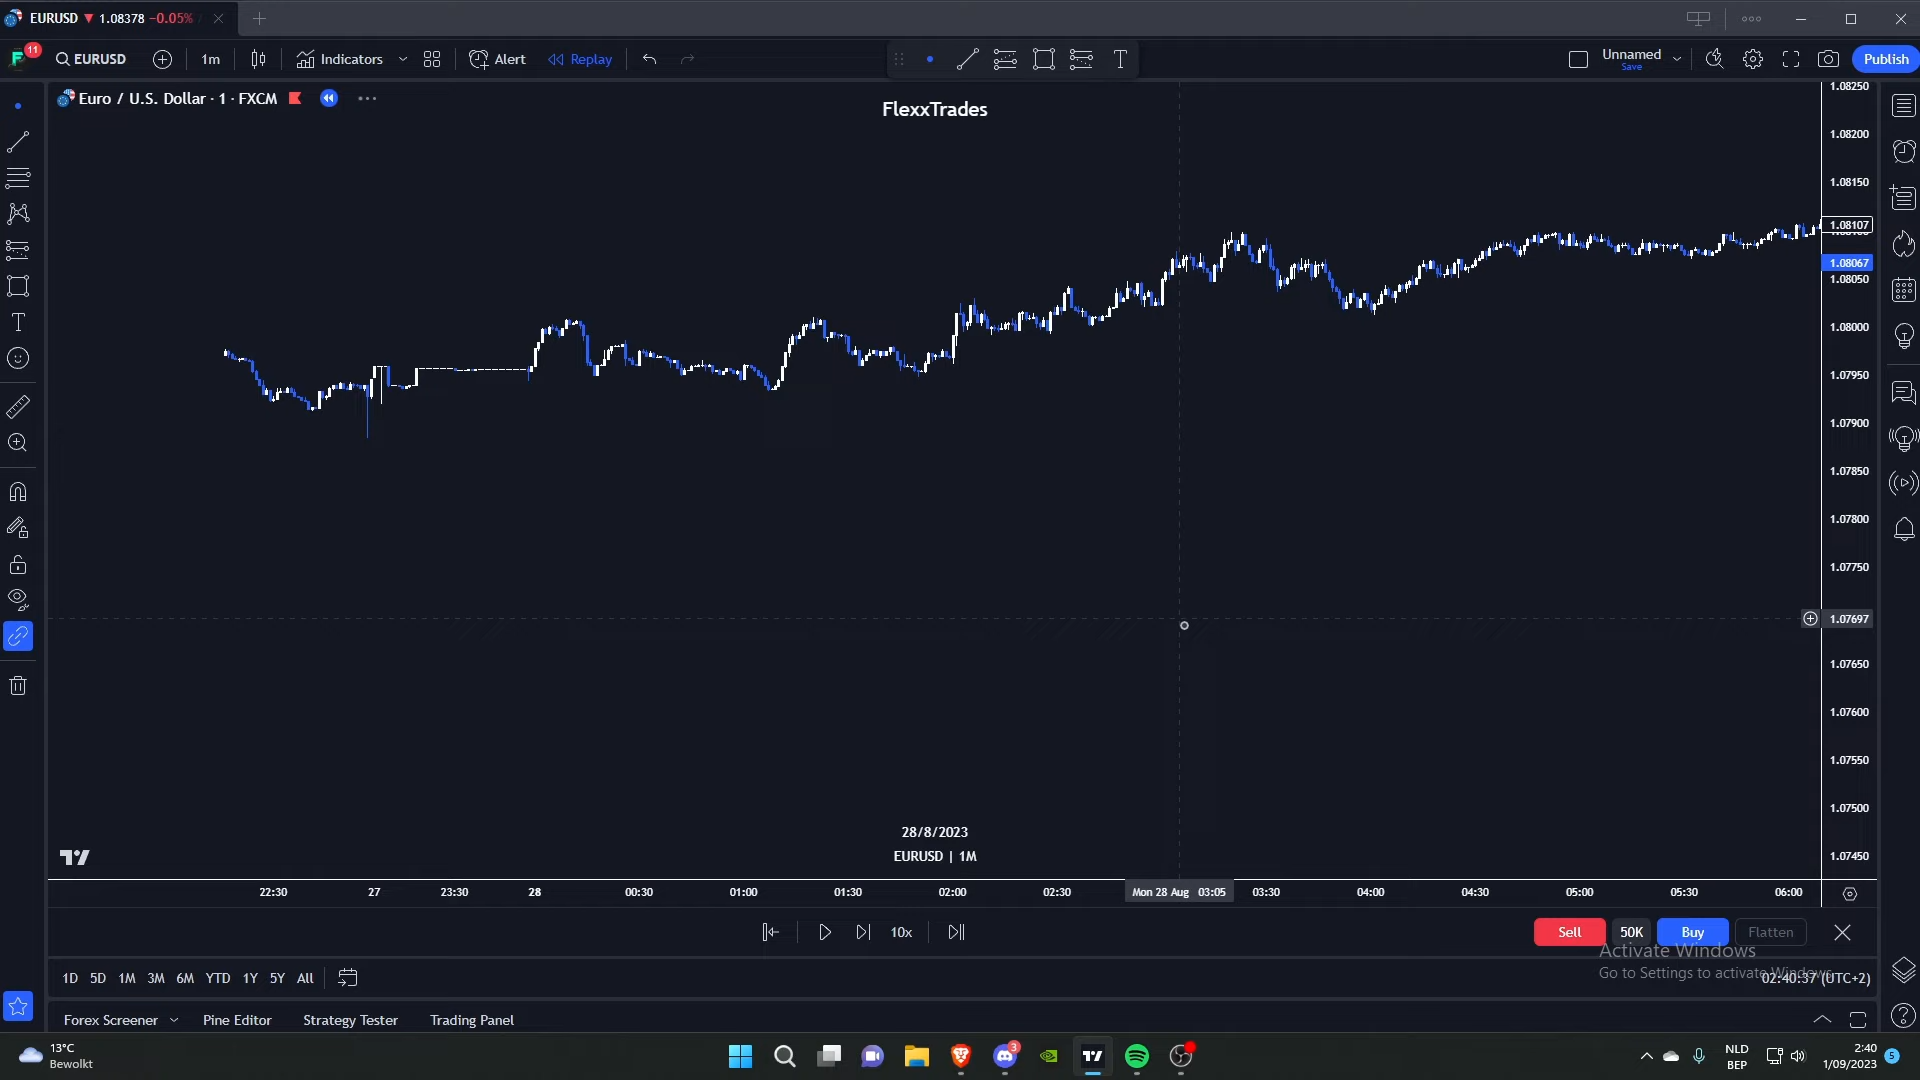 EURUSD ▼ 1.08378 −0.05%
11
EURUSD
1m
Indicators
Alert
Replay
T
Unnamed
Save
Publish
Euro / U.S. Dollar · 1 · FXCM
FlexxTrades
1.08250
1.08200
1.08150
1.08107
1.08067
1.08050
1.08000
1.07950
1.07900
1.07850
1.07800
1.07750
1.07697
1.07650
1.07600
1.07550
1.07500
1.07450
28/8/2023
EURUSD | 1M
22:30
27
23:30
28
00:30
01:00
01:30
02:00
02:30
Mon 28 Aug 03:05
03:30
04:00
04:30
05:00
05:30
06:00
10x
Sell
50K
Buy
Flatten
Activate Windows
Go to Settings to activate Windows.
1D 5D 1M 3M 6M YTD 1Y 5Y All
02:40:37 (UTC+2)
Forex Screener
Pine Editor
Strategy Tester
Trading Panel
13°C
Bewolkt
3
NLD
BEP
2:40
1/09/2023
5